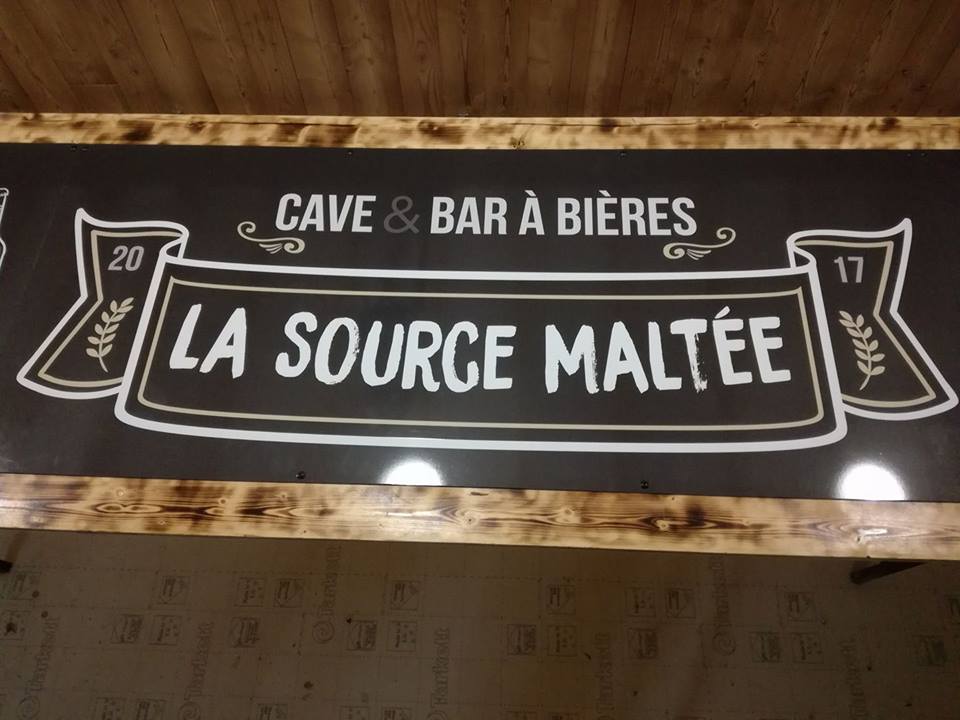 CAVE & BAR À BIÈRES
20 17
LA SOURCE MALTÉE